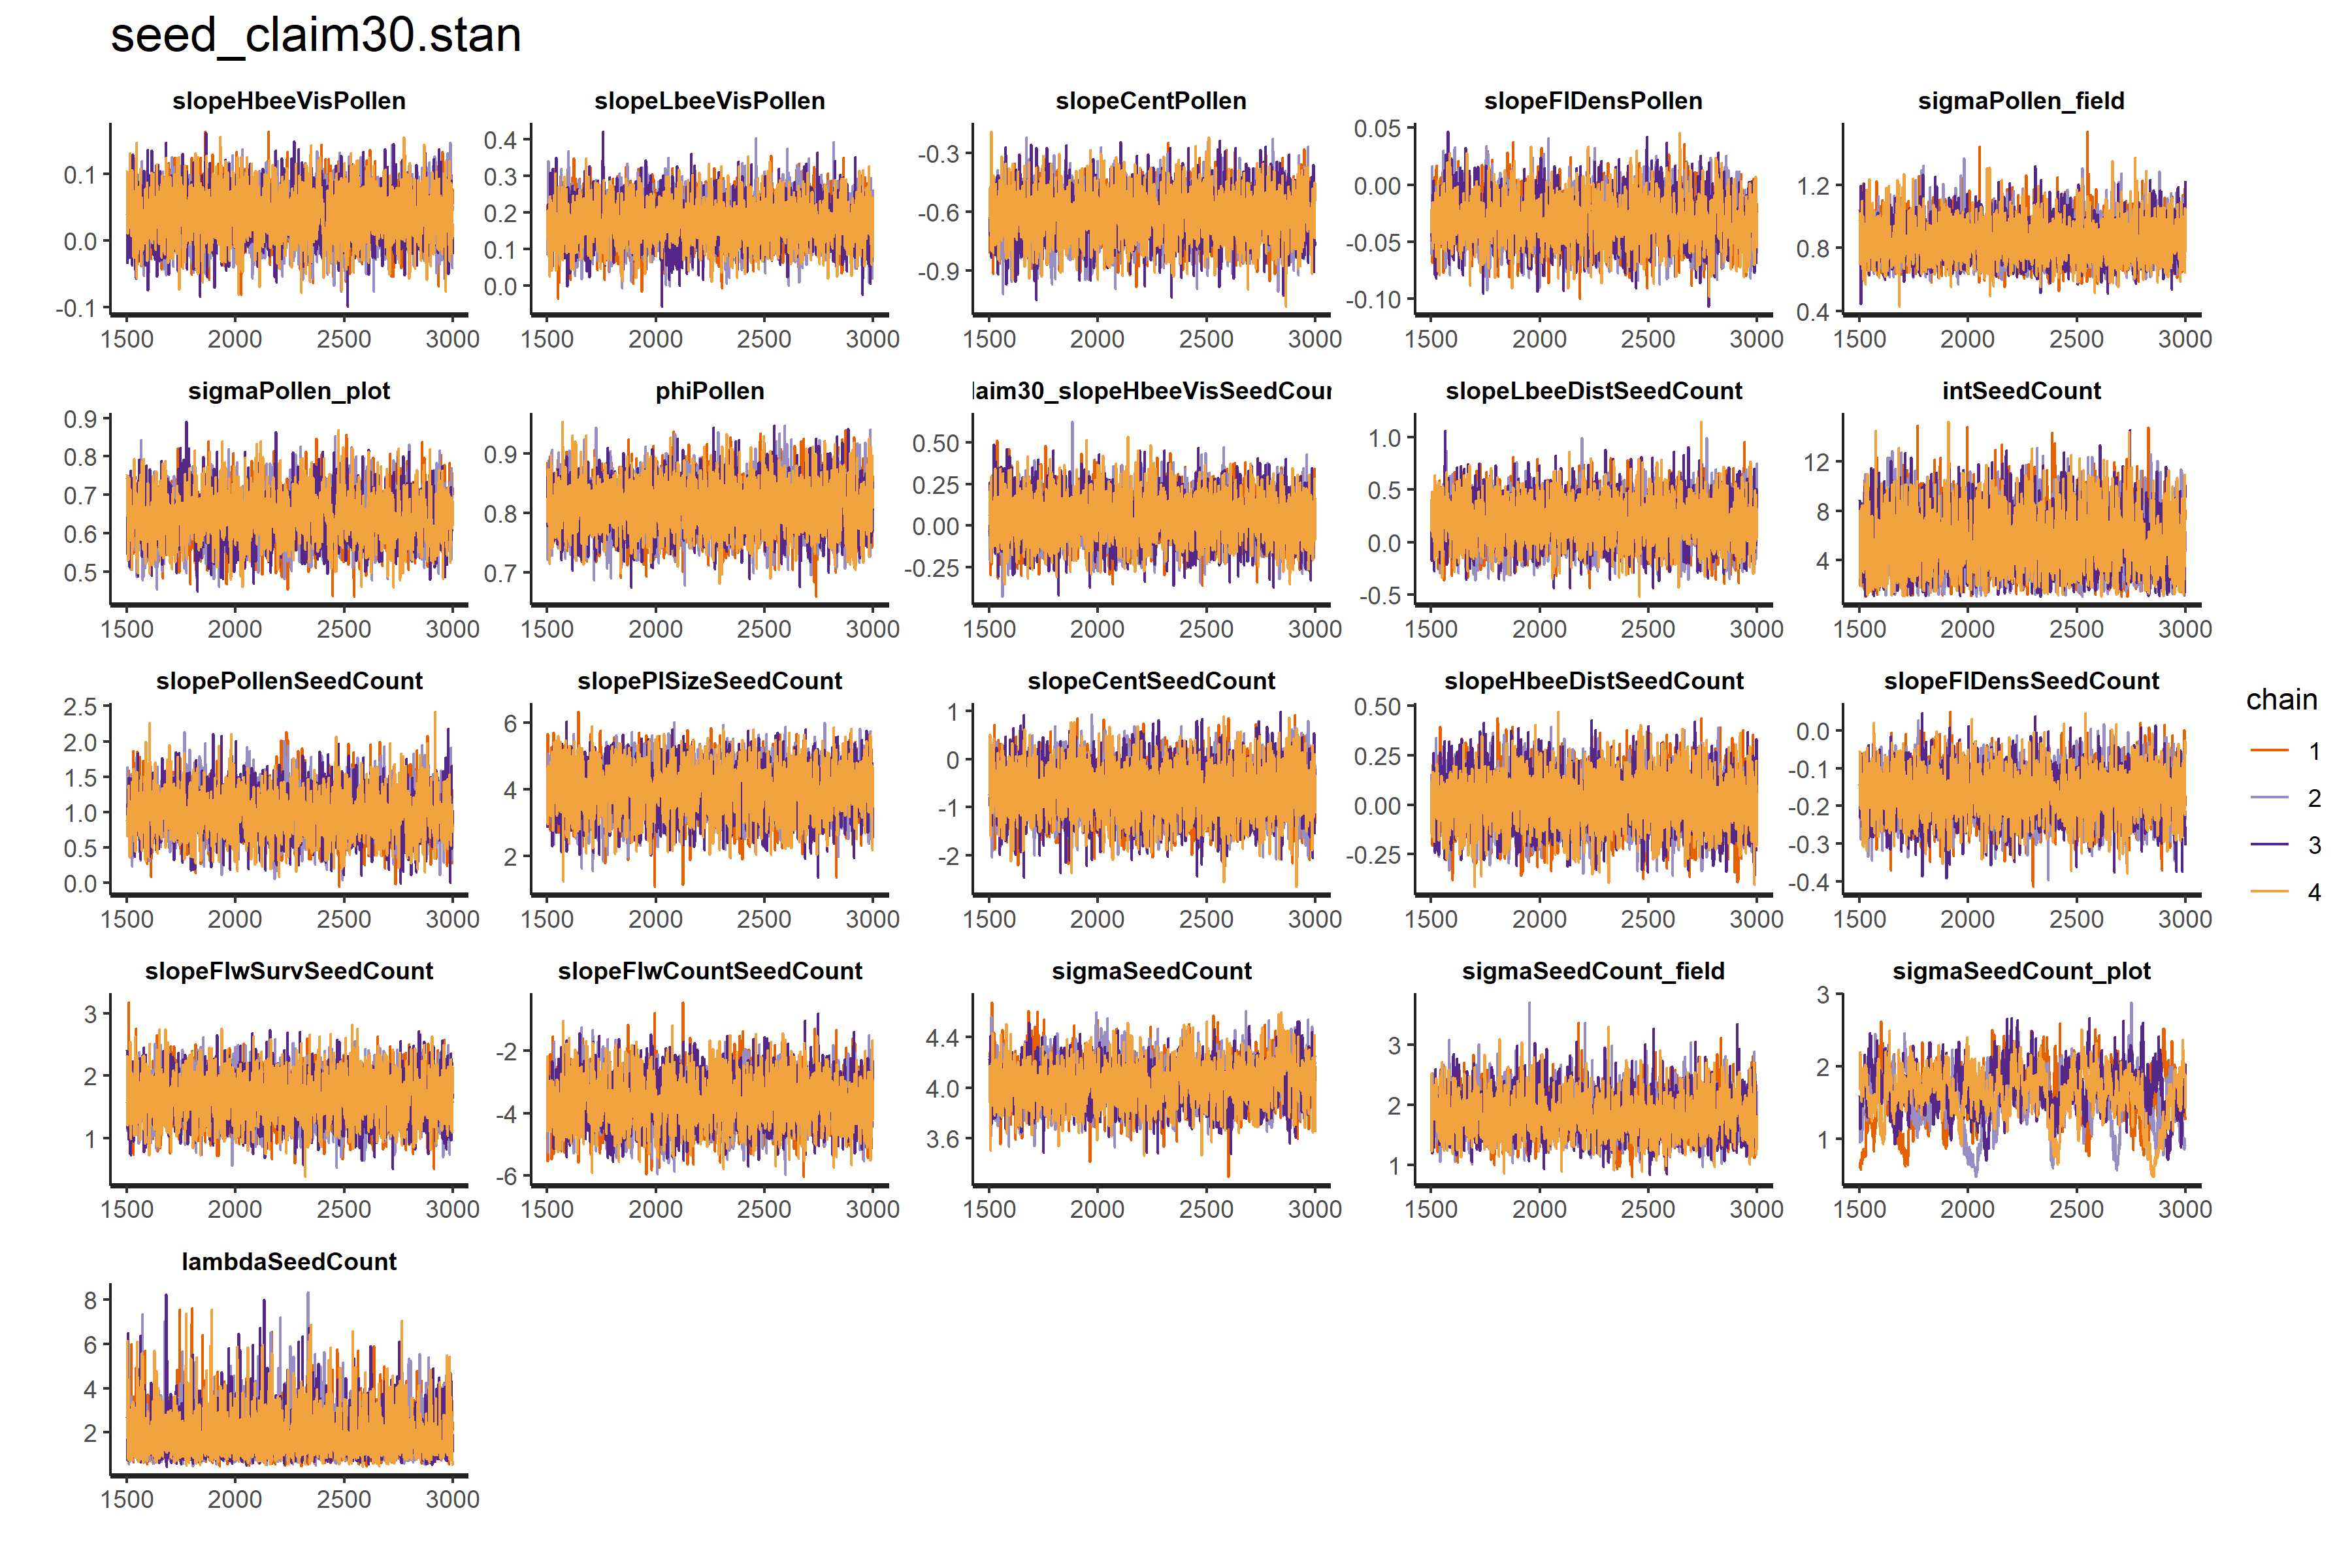 seed_claim30.stan
slopeHbeeVisPollen slopeLbeeVisPollen slopeCentPollen slopeFlDensPollen sigmaPollen_field
0.1 0.0 -0.1 0.4 0.3 0.2 0.1 0.0 -0.3 -0.6 -0.9 0.05 0.00 -0.05 -0.10 1.2 0.8 0.4
1500 2000 2500 3000 1500 2000 2500 3000 1500 2000 2500 3000 1500 2000 2500 3000 1500 2000 2500 3000
sigmaPollen_plot phiPollen laim30_slopeHbeeVisSeedCour slopeLbeeDistSeedCount intSeedCount
0.9 0.8 0.7 0.6 0.5 0.9 0.8 0.7 0.50 0.25 0.00 -0.25 1.0 0.5 0.0 -0.5 12 8 4
1500 2000 2500 3000 1500 2000 2500 3000 1500 2000 2500 3000 1500 2000 2500 3000 1500 2000 2500 3000
slopePollenSeedCount slopePlSizeSeedCount slopeCentSeedCount slopeHbeeDistSeedCount slopeFlDensSeedCount
2.5 2.0 1.5 1.0 0.5 0.0 6 4 2 1 0 -1 -2 0.50 0.25 0.00 -0.25 0.0 -0.1 -0.2 -0.3 -0.4
1500 2000 2500 3000 1500 2000 2500 3000 1500 2000 2500 3000 1500 2000 2500 3000 1500 2000 2500 3000
slopeFlwSurvSeedCount slopeFlwCountSeedCount sigmaSeedCount sigmaSeedCount_field sigmaSeedCount_plot
3 2 1 -2 -4 -6 4.4 4.0 3.6 3 2 1 3 2 1
1500 2000 2500 3000 1500 2000 2500 3000 1500 2000 2500 3000 1500 2000 2500 3000 1500 2000 2500 3000
lambdaSeedCount
8 6 4 2
1500 2000 2500 3000
chain
1
2
3
4